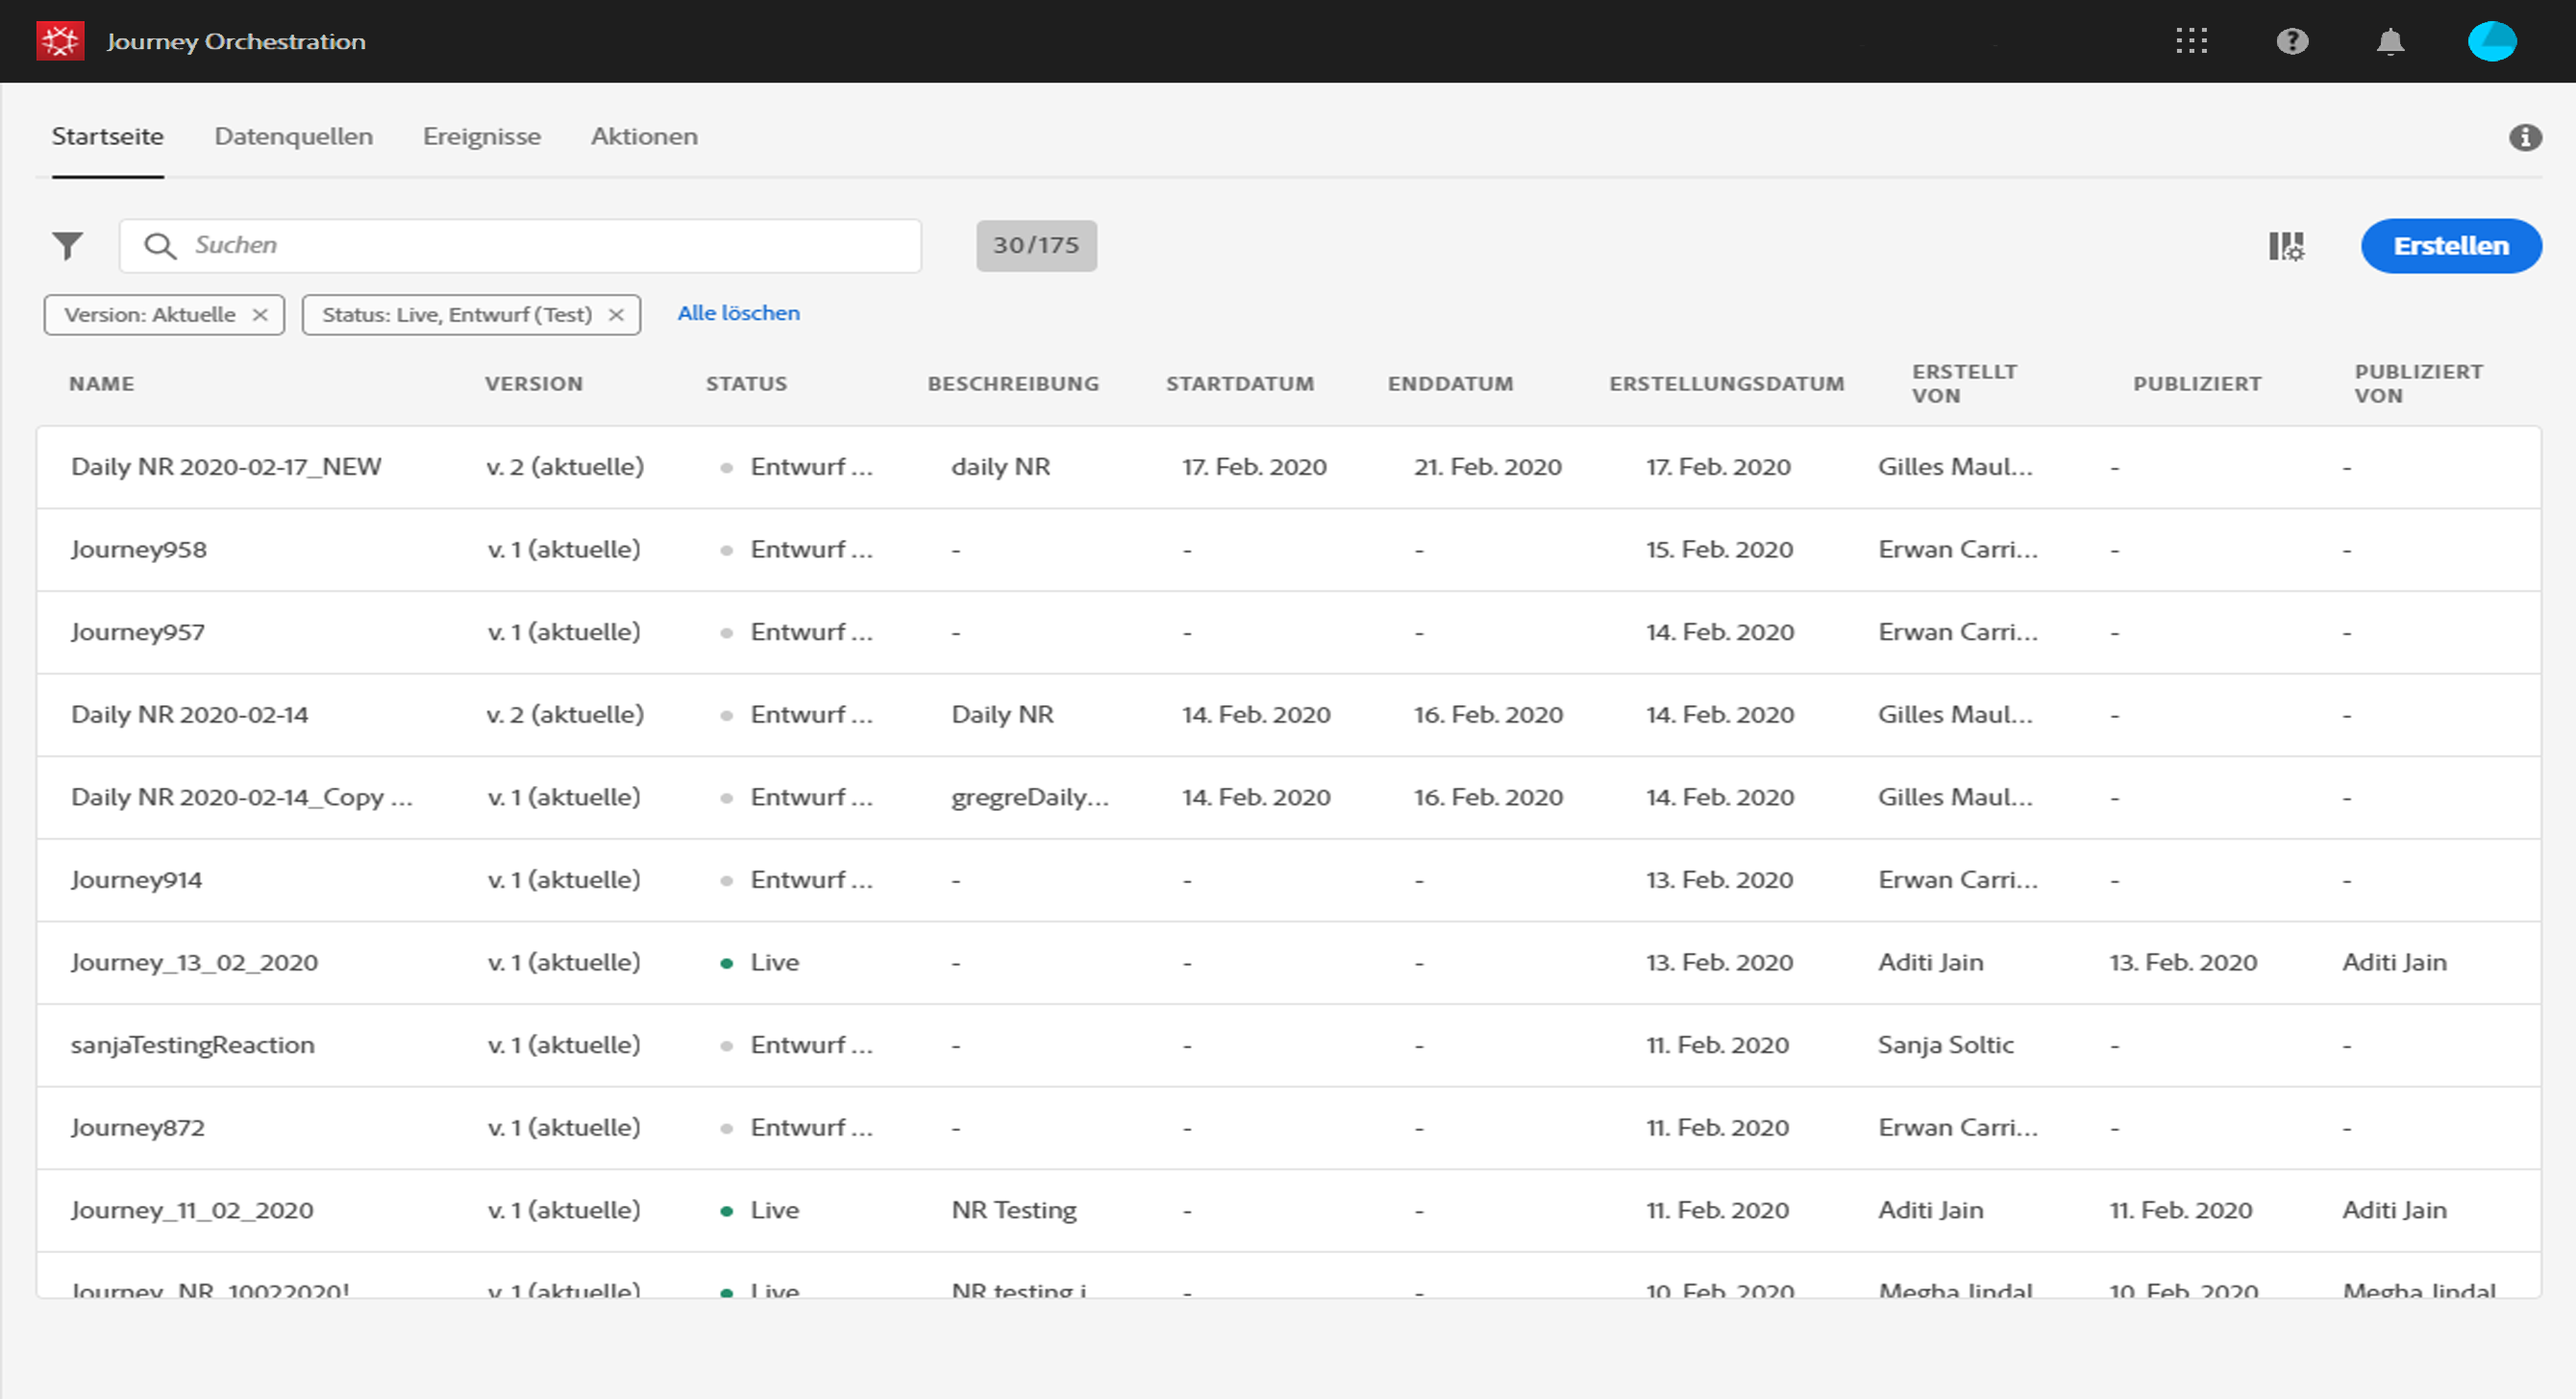 Journey Orchestration
Startseite Datenquellen Ereignisse Aktionen
Suchen 30/175 Erstellen
Version: Aktuelle Status: Live, Entwurf (Test) Alle löschen
NAME VERSION STATUS BESCHREIBUNG STARTDATUM ENDDATUM ERSTELLUNGSDATUM ERSTELLT VON PUBLIZIERT PUBLIZIERT VON
Daily NR 2020-02-17_NEW v. 2 (aktuelle) Entwurf ... daily NR 17. Feb. 2020 21. Feb. 2020 17. Feb. 2020 Gilles Maul... - -
Journey958 v. 1 (aktuelle) Entwurf ... - - - 15. Feb. 2020 Erwan Carri... - -
Journey957 v. 1 (aktuelle) Entwurf ... - - - 14. Feb. 2020 Erwan Carri... - -
Daily NR 2020-02-14 v. 2 (aktuelle) Entwurf ... Daily NR 14. Feb. 2020 16. Feb. 2020 14. Feb. 2020 Gilles Maul... - -
Daily NR 2020-02-14_Copy ... v. 1 (aktuelle) Entwurf ... gregreDaily... 14. Feb. 2020 16. Feb. 2020 14. Feb. 2020 Gilles Maul... - -
Journey914 v. 1 (aktuelle) Entwurf ... - - - 13. Feb. 2020 Erwan Carri... - -
Journey_13_02_2020 v. 1 (aktuelle) Live - - - 13. Feb. 2020 Aditi Jain 13. Feb. 2020 Aditi Jain
sanjaTestingReaction v. 1 (aktuelle) Entwurf ... - - - 11. Feb. 2020 Sanja Soltic - -
Journey872 v. 1 (aktuelle) Entwurf ... - - - 11. Feb. 2020 Erwan Carri... - -
Journey_11_02_2020 v. 1 (aktuelle) Live NR Testing - - 11. Feb. 2020 Aditi Jain 11. Feb. 2020 Aditi Jain
Journey_NR_10022020! v. 1 (aktuelle) Live NR testing i - - 10. Feb. 2020 Megha Jindal 10. Feb. 2020 Megha Jindal